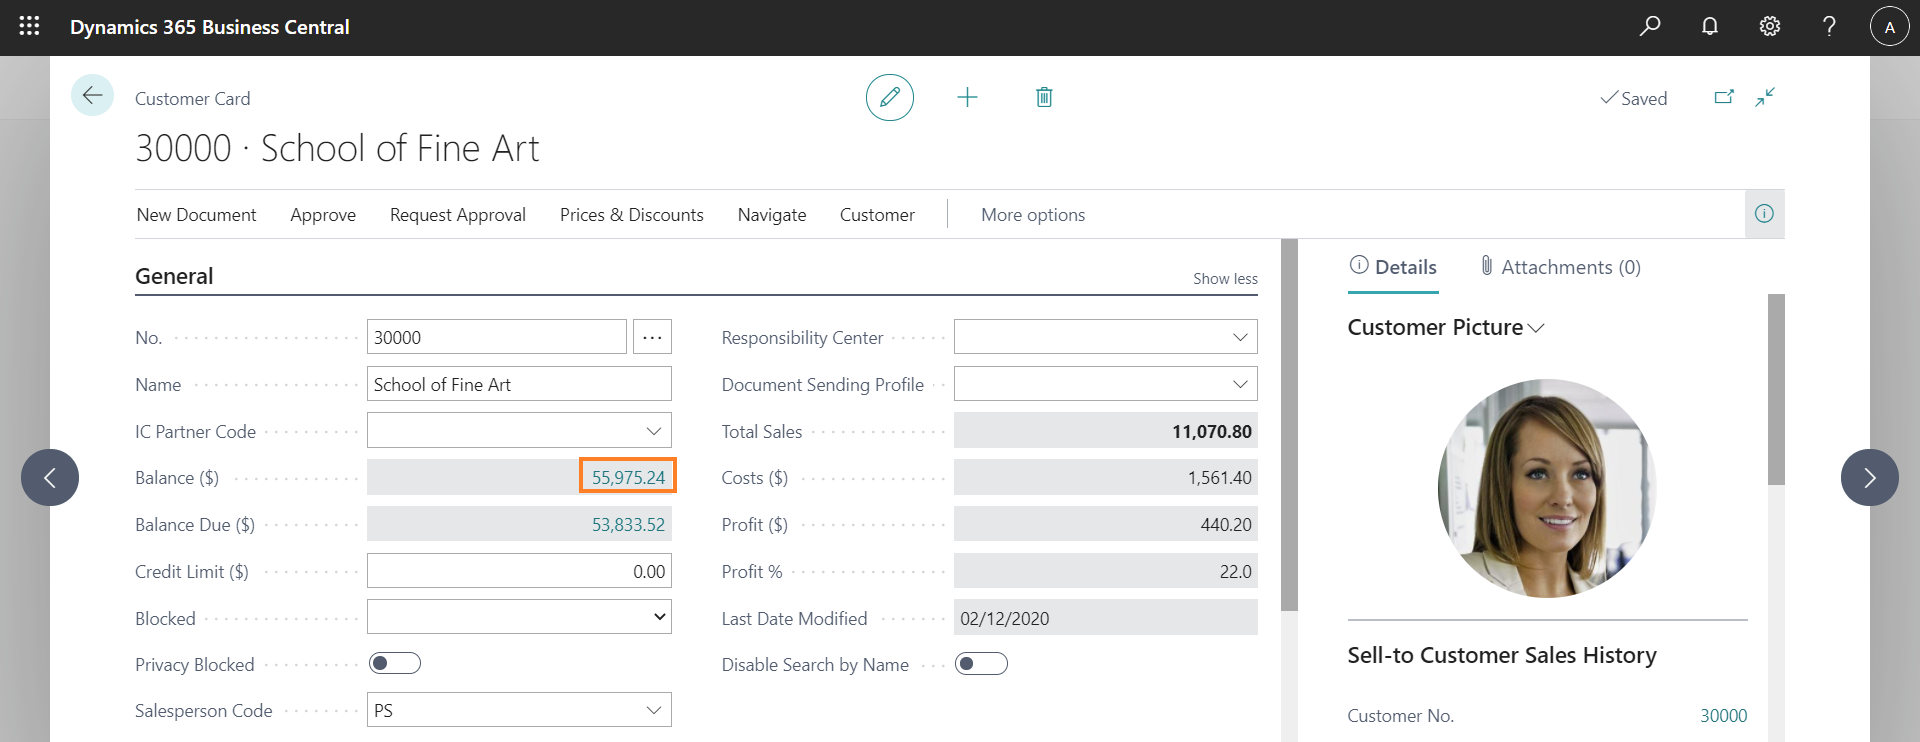 Dynamics 365 Business Central
A
Customer Card
Saved
30000 · School of Fine Art
New Document Approve Request Approval Prices & Discounts Navigate Customer More options
General
Show less
No. 30000 ...
Name School of Fine Art
IC Partner Code
Balance ($) 55,975.24
Balance Due ($) 53,833.52
Credit Limit ($) 0.00
Blocked
Privacy Blocked
Salesperson Code PS
Responsibility Center
Document Sending Profile
Total Sales 11,070.80
Costs ($) 1,561.40
Profit ($) 440.20
Profit % 22.0
Last Date Modified 02/12/2020
Disable Search by Name
Details Attachments (0)
Customer Picture
Sell-to Customer Sales History
Customer No. 30000